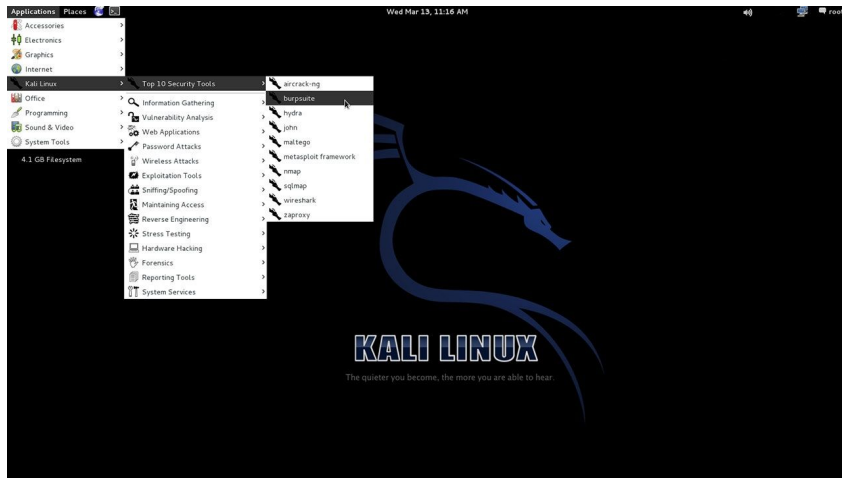 Applications Places Wed Mar 13, 11:16 AM roo
Accessories
Electronics
Graphics
Internet
Kali Linux
Office
Programming
Sound & Video
System Tools
4.1 GB Filesystem
Top 10 Security Tools
Information Gathering
Vulnerability Analysis
Web Applications
Password Attacks
Wireless Attacks
Exploitation Tools
Sniffing/Spoofing
Maintaining Access
Reverse Engineering
Stress Testing
Hardware Hacking
Forensics
Reporting Tools
System Services
aircrack-ng
burpsuite
hydra
john
maltego
metasploit framework
nmap
sqlmap
wireshark
zaproxy
KALI LINUX
The quieter you become, the more you are able to hear.